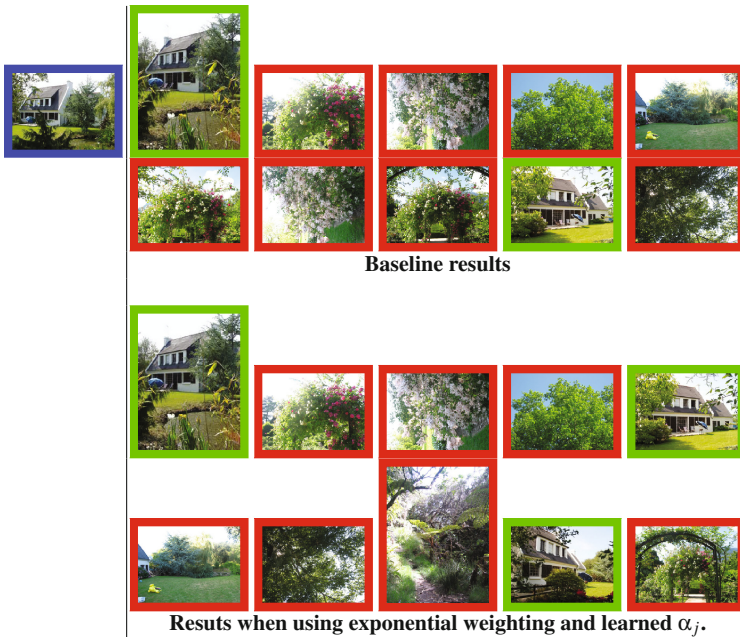 Baseline results
Resuts when using exponential weighting and learned αj.